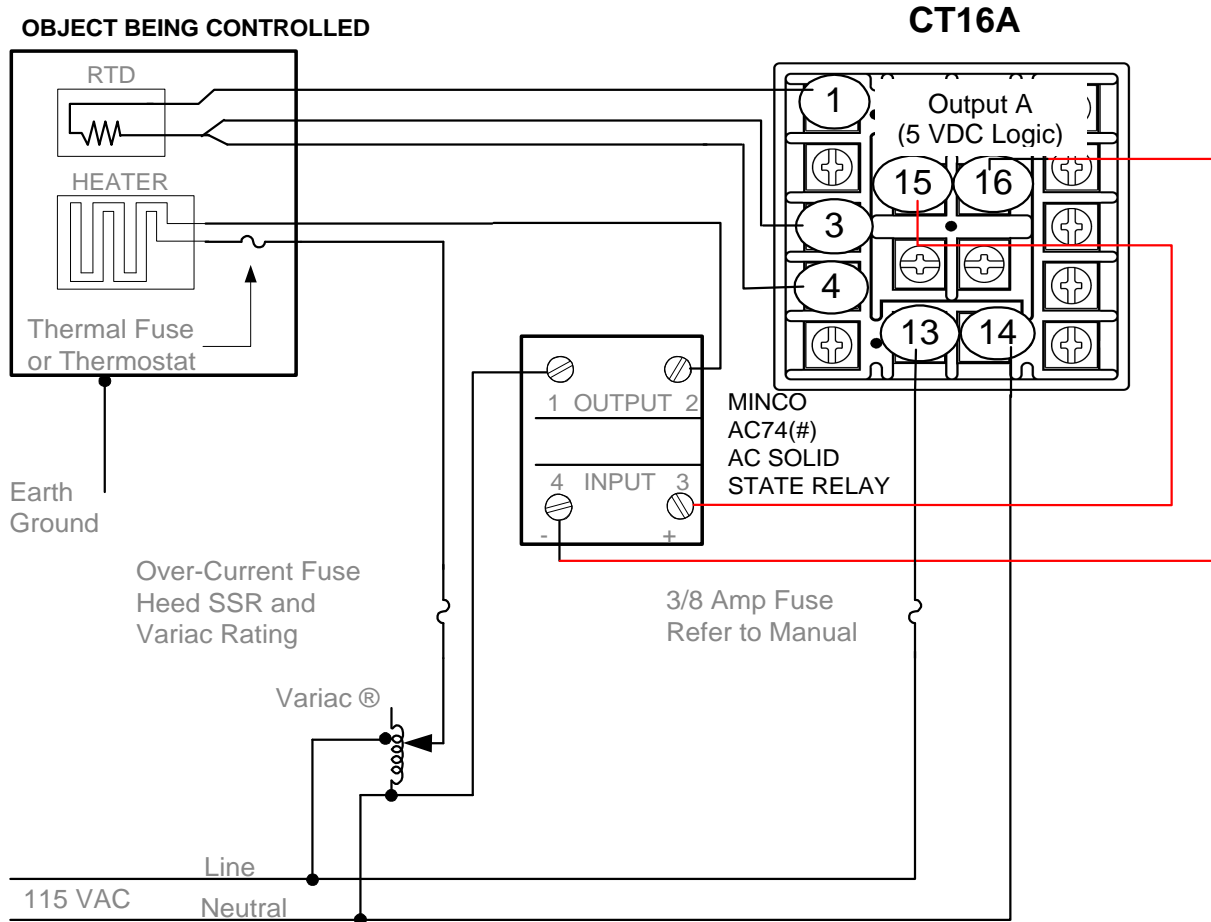 OBJECT BEING CONTROLLED
CT16A
RTD
HEATER
Thermal Fuse
or Thermostat
Output A
(5 VDC Logic)
1
15
16
3
4
13
14
1 OUTPUT 2
4 INPUT 3
- +
MINCO
AC74(#)
AC SOLID
STATE RELAY
Earth
Ground
Over-Current Fuse
Heed SSR and
Variac Rating
3/8 Amp Fuse
Refer to Manual
Variac ®
Line
115 VAC
Neutral